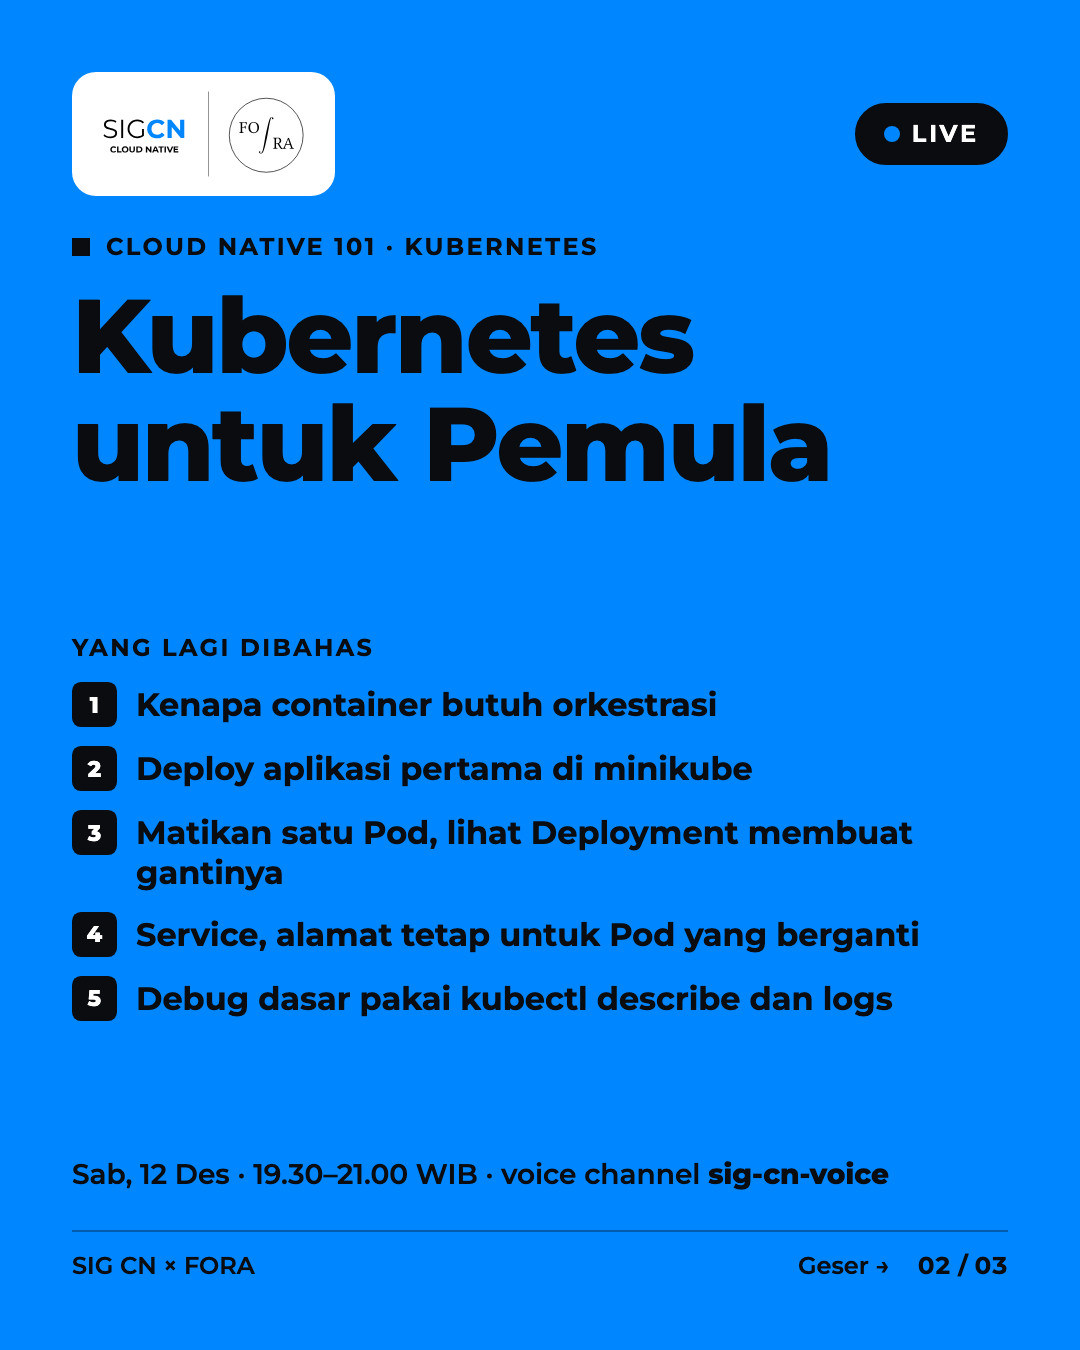 SIGCN
CLOUD NATIVE
FO
RA
LIVE
CLOUD NATIVE 101 · KUBERNETES
Kubernetes
untuk Pemula
YANG LAGI DIBAHAS
1 Kenapa container butuh orkestrasi
2 Deploy aplikasi pertama di minikube
3 Matikan satu Pod, lihat Deployment membuat
gantinya
4 Service, alamat tetap untuk Pod yang berganti
5 Debug dasar pakai kubectl describe dan logs
Sab, 12 Des · 19.30–21.00 WIB · voice channel sig-cn-voice
SIG CN × FORA
Geser → 02 / 03